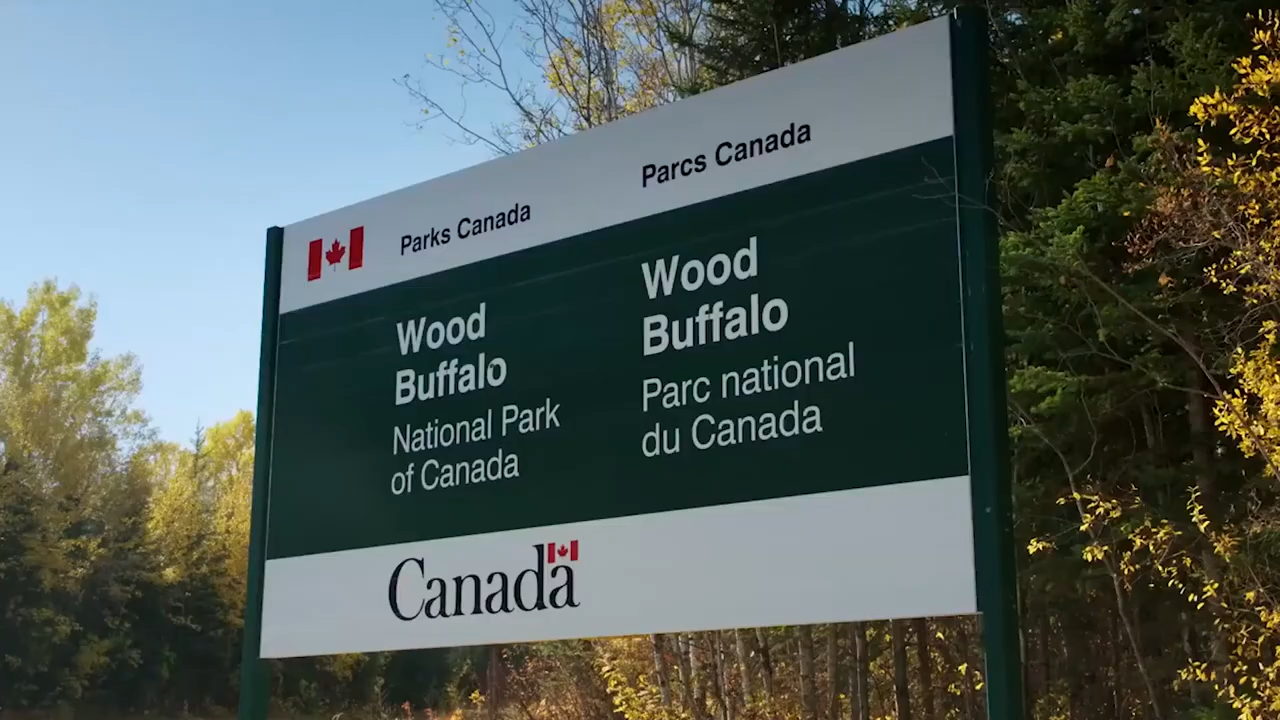 Parks Canada
Parcs Canada
Wood
Buffalo
National Park
of Canada
Wood
Buffalo
Parc national
du Canada
Canada